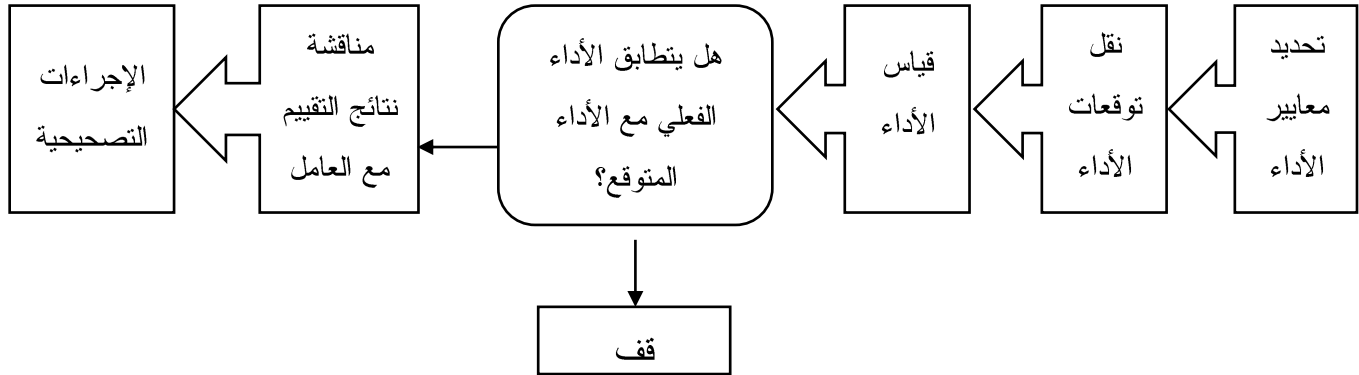 تحديد
معايير
الأداء
نقل
توقعات
الأداء
قياس
الأداء
هل يتطابق الأداء
الفعلي مع الأداء
المتوقع؟
مناقشة
نتائج التقييم
مع العامل
الإجراءات
التصحيحية
قف